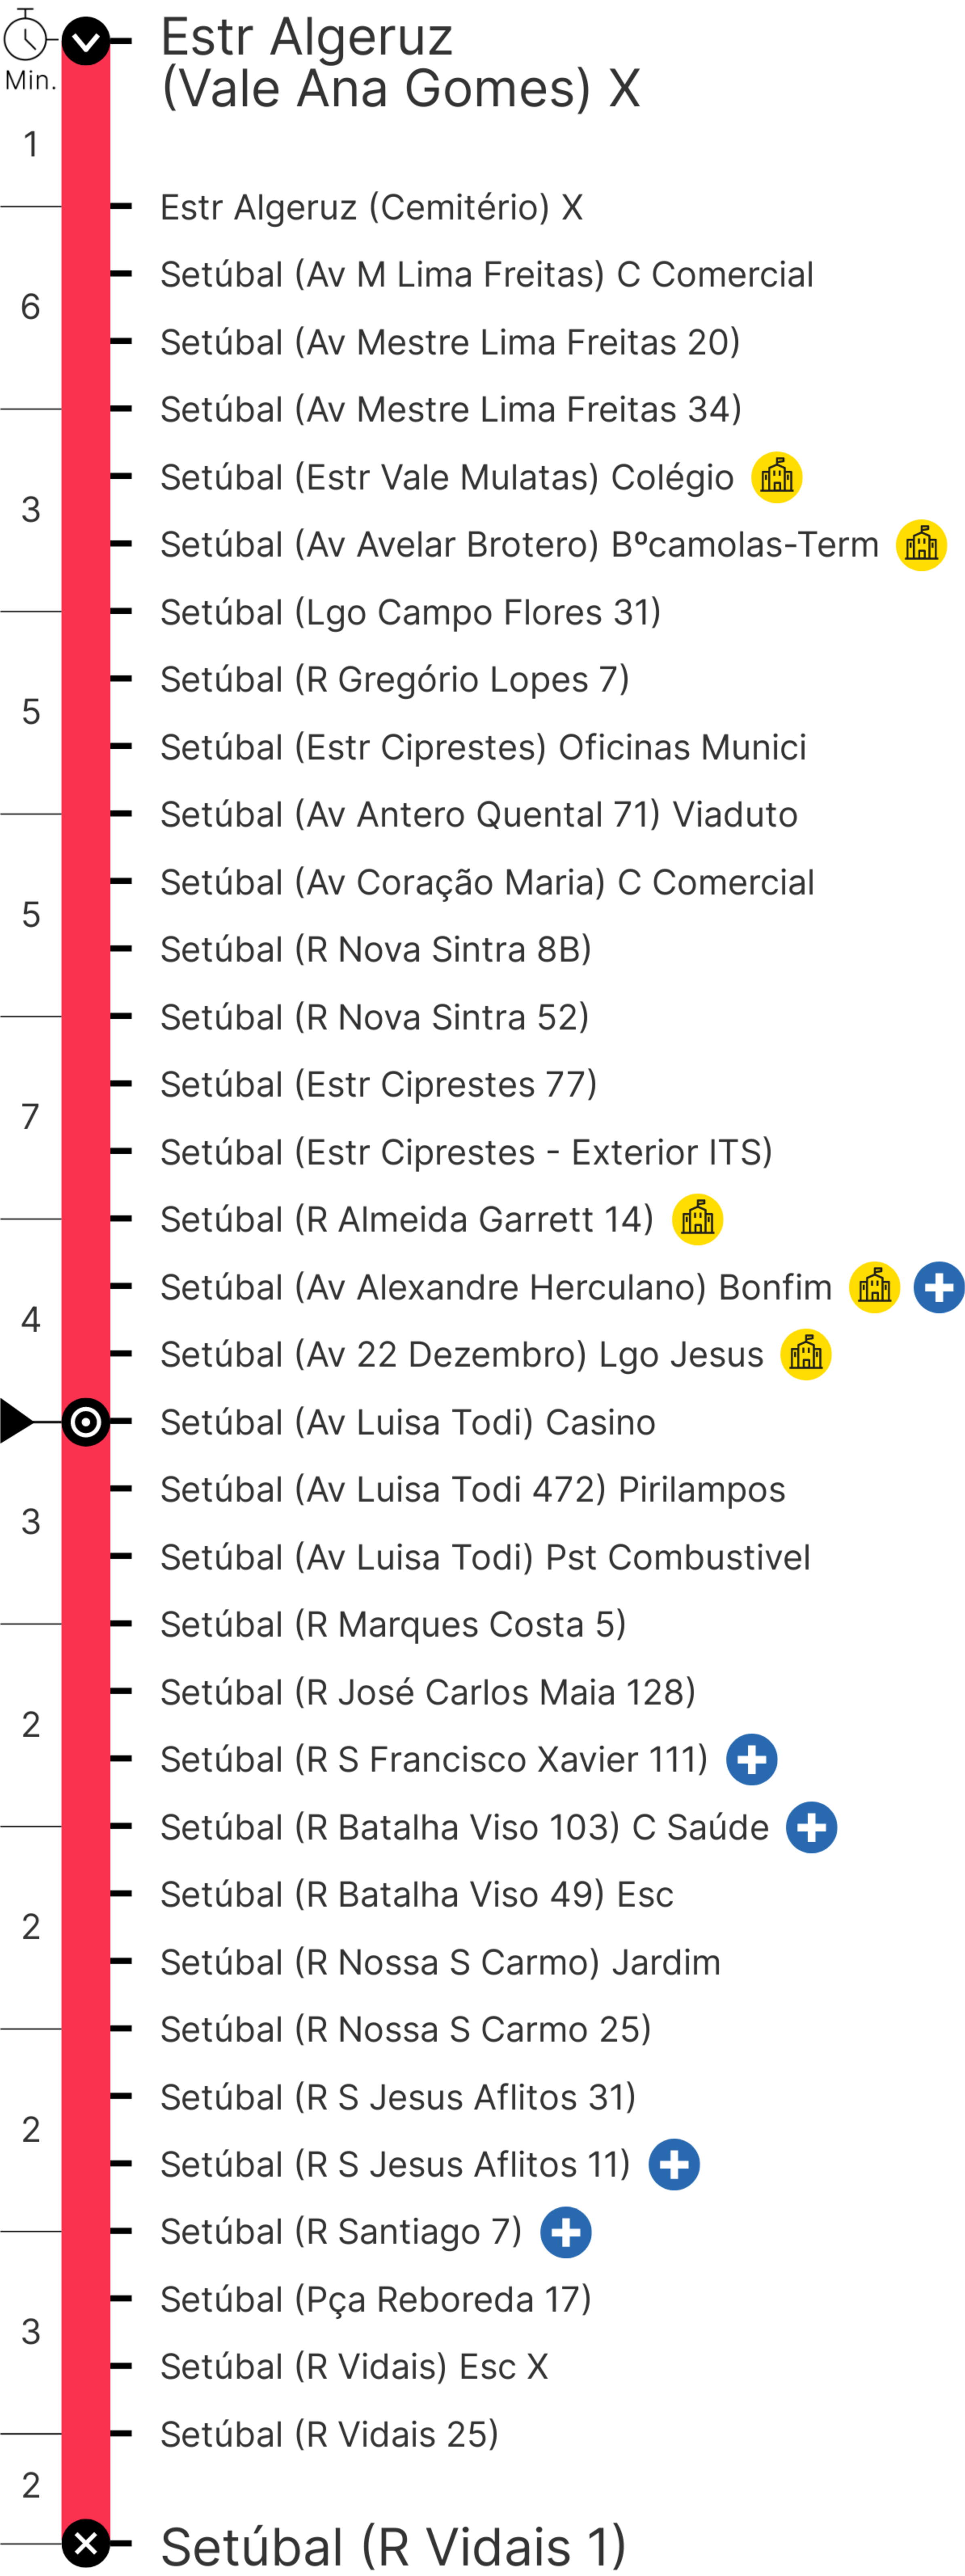 Estr Algeruz
(Vale Ana Gomes) X
Min.
1
Estr Algeruz (Cemitério) X
Setúbal (Av M Lima Freitas) C Comercial
6
Setúbal (Av Mestre Lima Freitas 20)
Setúbal (Av Mestre Lima Freitas 34)
Setúbal (Estr Vale Mulatas) Colégio
3
Setúbal (Av Avelar Brotero) Bºcamolas-Term
Setúbal (Lgo Campo Flores 31)
Setúbal (R Gregório Lopes 7)
5
Setúbal (Estr Ciprestes) Oficinas Munici
Setúbal (Av Antero Quental 71) Viaduto
Setúbal (Av Coração Maria) C Comercial
5
Setúbal (R Nova Sintra 8B)
Setúbal (R Nova Sintra 52)
Setúbal (Estr Ciprestes 77)
7
Setúbal (Estr Ciprestes - Exterior ITS)
Setúbal (R Almeida Garrett 14)
Setúbal (Av Alexandre Herculano) Bonfim
4
Setúbal (Av 22 Dezembro) Lgo Jesus
Setúbal (Av Luisa Todi) Casino
Setúbal (Av Luisa Todi 472) Pirilampos
3
Setúbal (Av Luisa Todi) Pst Combustivel
Setúbal (R Marques Costa 5)
Setúbal (R José Carlos Maia 128)
2
Setúbal (R S Francisco Xavier 111)
Setúbal (R Batalha Viso 103) C Saúde
Setúbal (R Batalha Viso 49) Esc
2
Setúbal (R Nossa S Carmo) Jardim
Setúbal (R Nossa S Carmo 25)
Setúbal (R S Jesus Aflitos 31)
2
Setúbal (R S Jesus Aflitos 11)
Setúbal (R Santiago 7)
Setúbal (Pça Reboreda 17)
3
Setúbal (R Vidais) Esc X
Setúbal (R Vidais 25)
2
Setúbal (R Vidais 1)